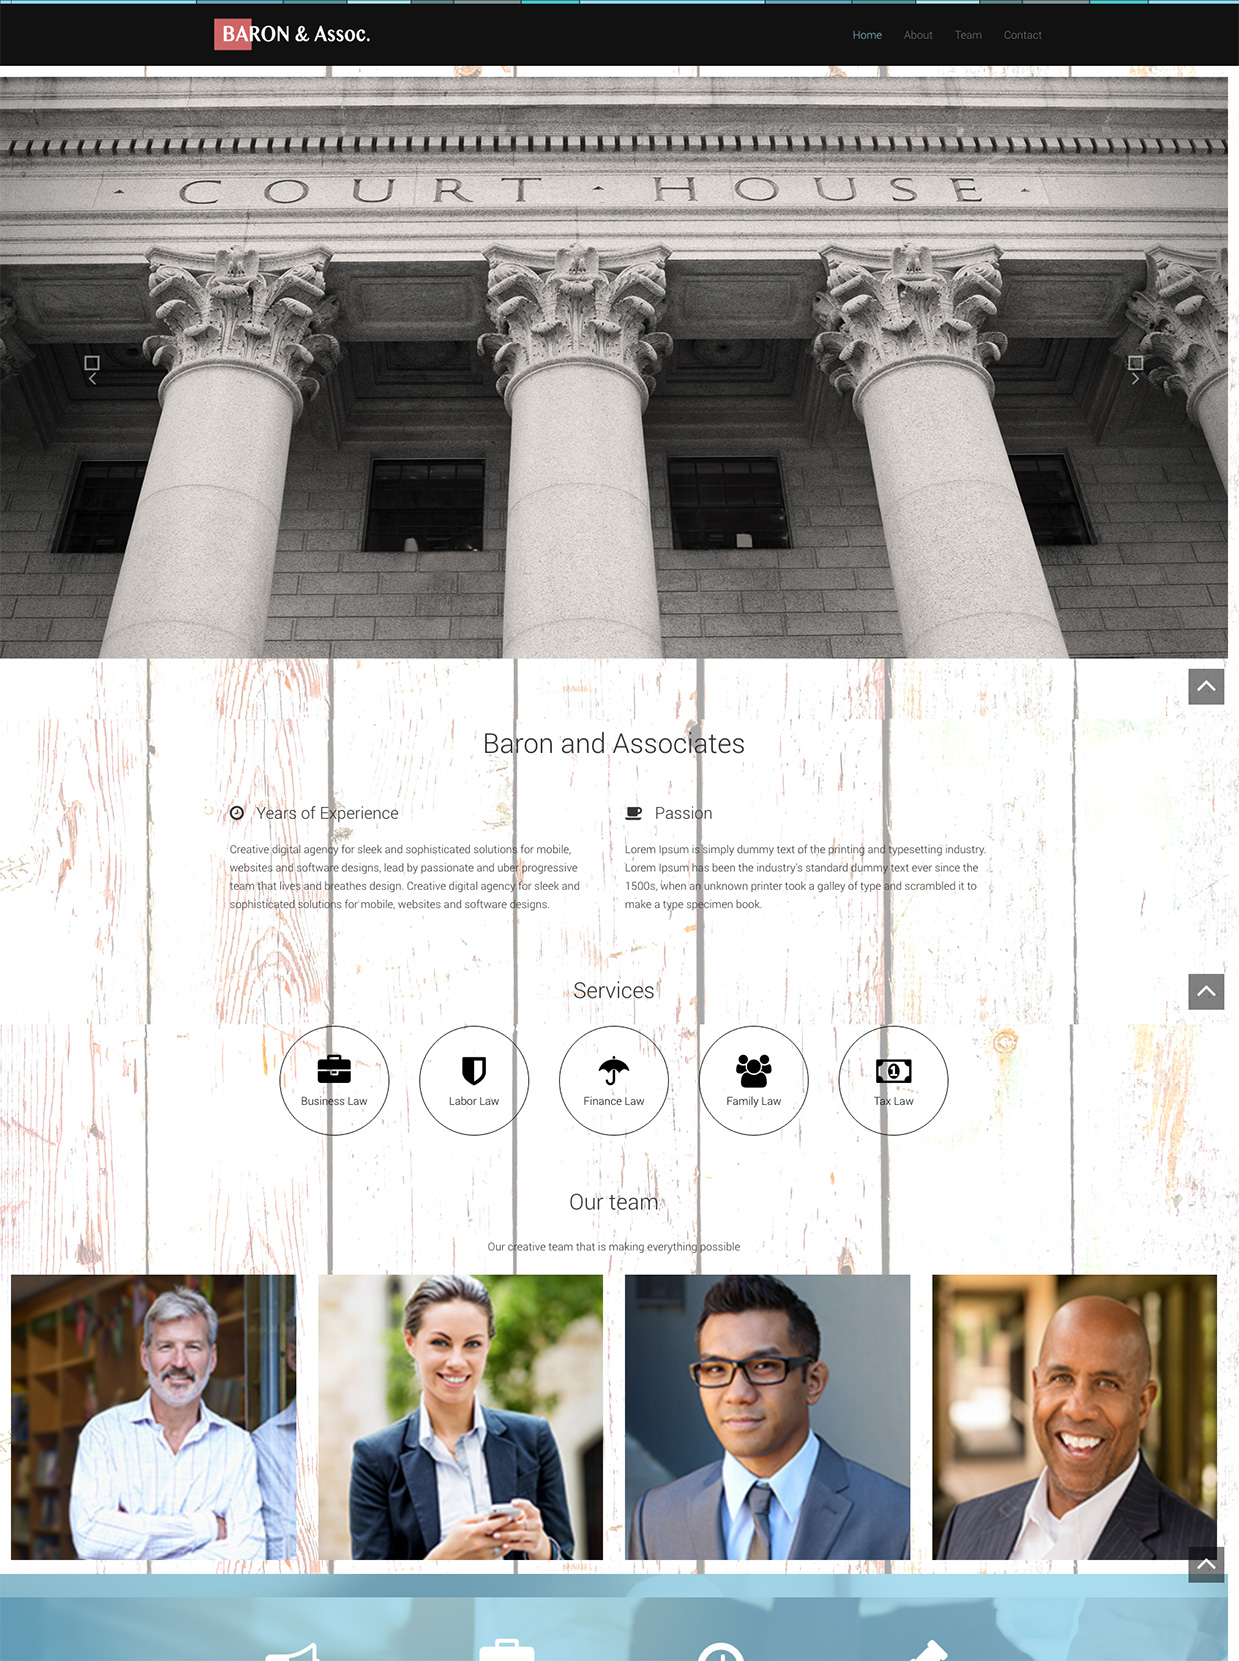 BARON & Assoc.
Home About Team Contact
COURT · HOUSE
Baron and Associates
Years of Experience
Creative digital agency for sleek and sophisticated solutions for mobile,
websites and software designs, lead by passionate and uber progressive
team that lives and breathes design. Creative digital agency for sleek and
sophisticated solutions for mobile, websites and software designs.
Passion
Lorem Ipsum is simply dummy text of the printing and typesetting industry.
Lorem Ipsum has been the industry's standard dummy text ever since the
1500s, when an unknown printer took a galley of type and scrambled it to
make a type specimen book.
Services
Business Law
Labor Law
Finance Law
Family Law
1
Tax Law
Our team
Our creative team that is making everything possible